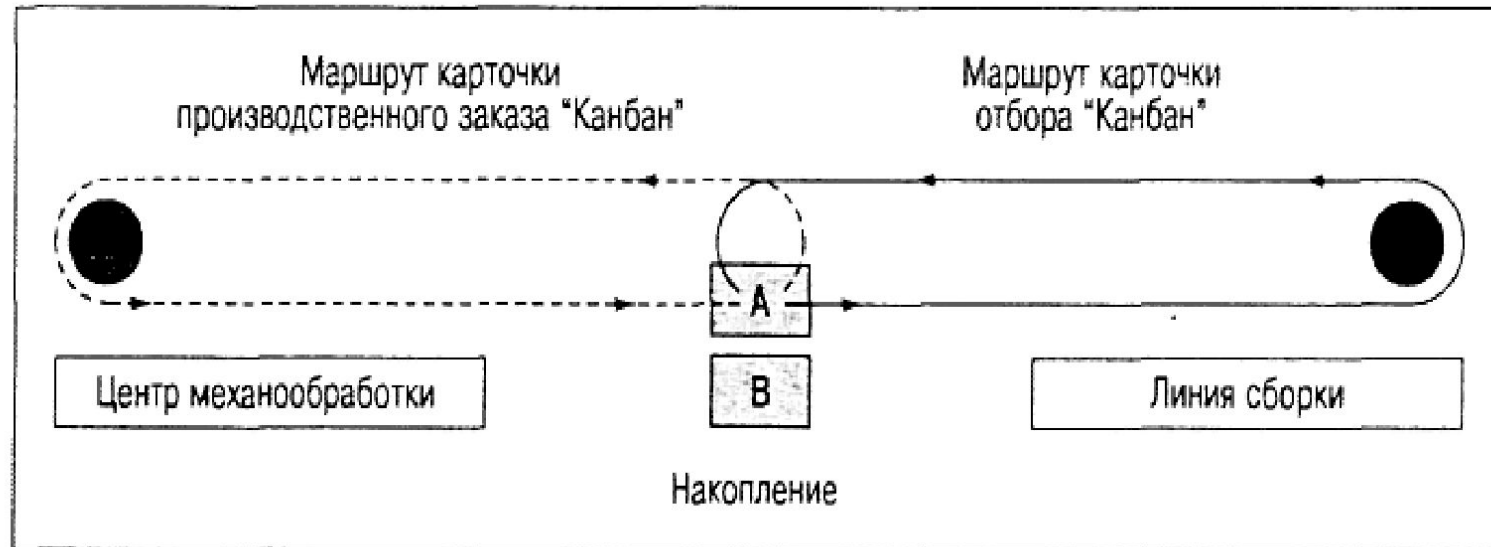 Маршрут карточки
производственного заказа "Канбан"
Маршрут карточки
отбора "Канбан"
A
Центр механообработки
B
Линия сборки
Накопление